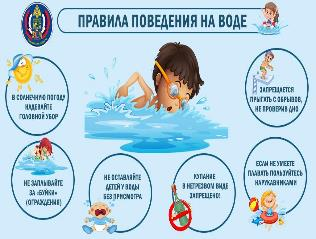 ПРАВИЛА ПОВЕДЕНИЯ НА ВОДЕ
В СОЛНЕЧНУЮ ПОГОДУ
НАДЕВАЙТЕ
ГОЛОВНОЙ УБОР
ЗАПРЕЩАЕТСЯ
ПРЫГАТЬ С ОБРЫВОВ,
НЕ ПРОВЕРИВ ДНО
НЕ ЗАПЛЫВАЙТЕ
ЗА «БУЙКИ»
(ОГРАЖДЕНИЯ)
НЕ ОСТАВЛЯЙТЕ
ДЕТЕЙ У ВОДЫ
БЕЗ ПРИСМОТРА
КУПАНИЕ
В НЕТРЕЗВОМ ВИДЕ
ЗАПРЕЩЕНО!
ЕСЛИ НЕ УМЕЕТЕ
ПЛАВАТЬ ПОЛЬЗУЙТЕСЬ
НАРУКАВНИКАМИ